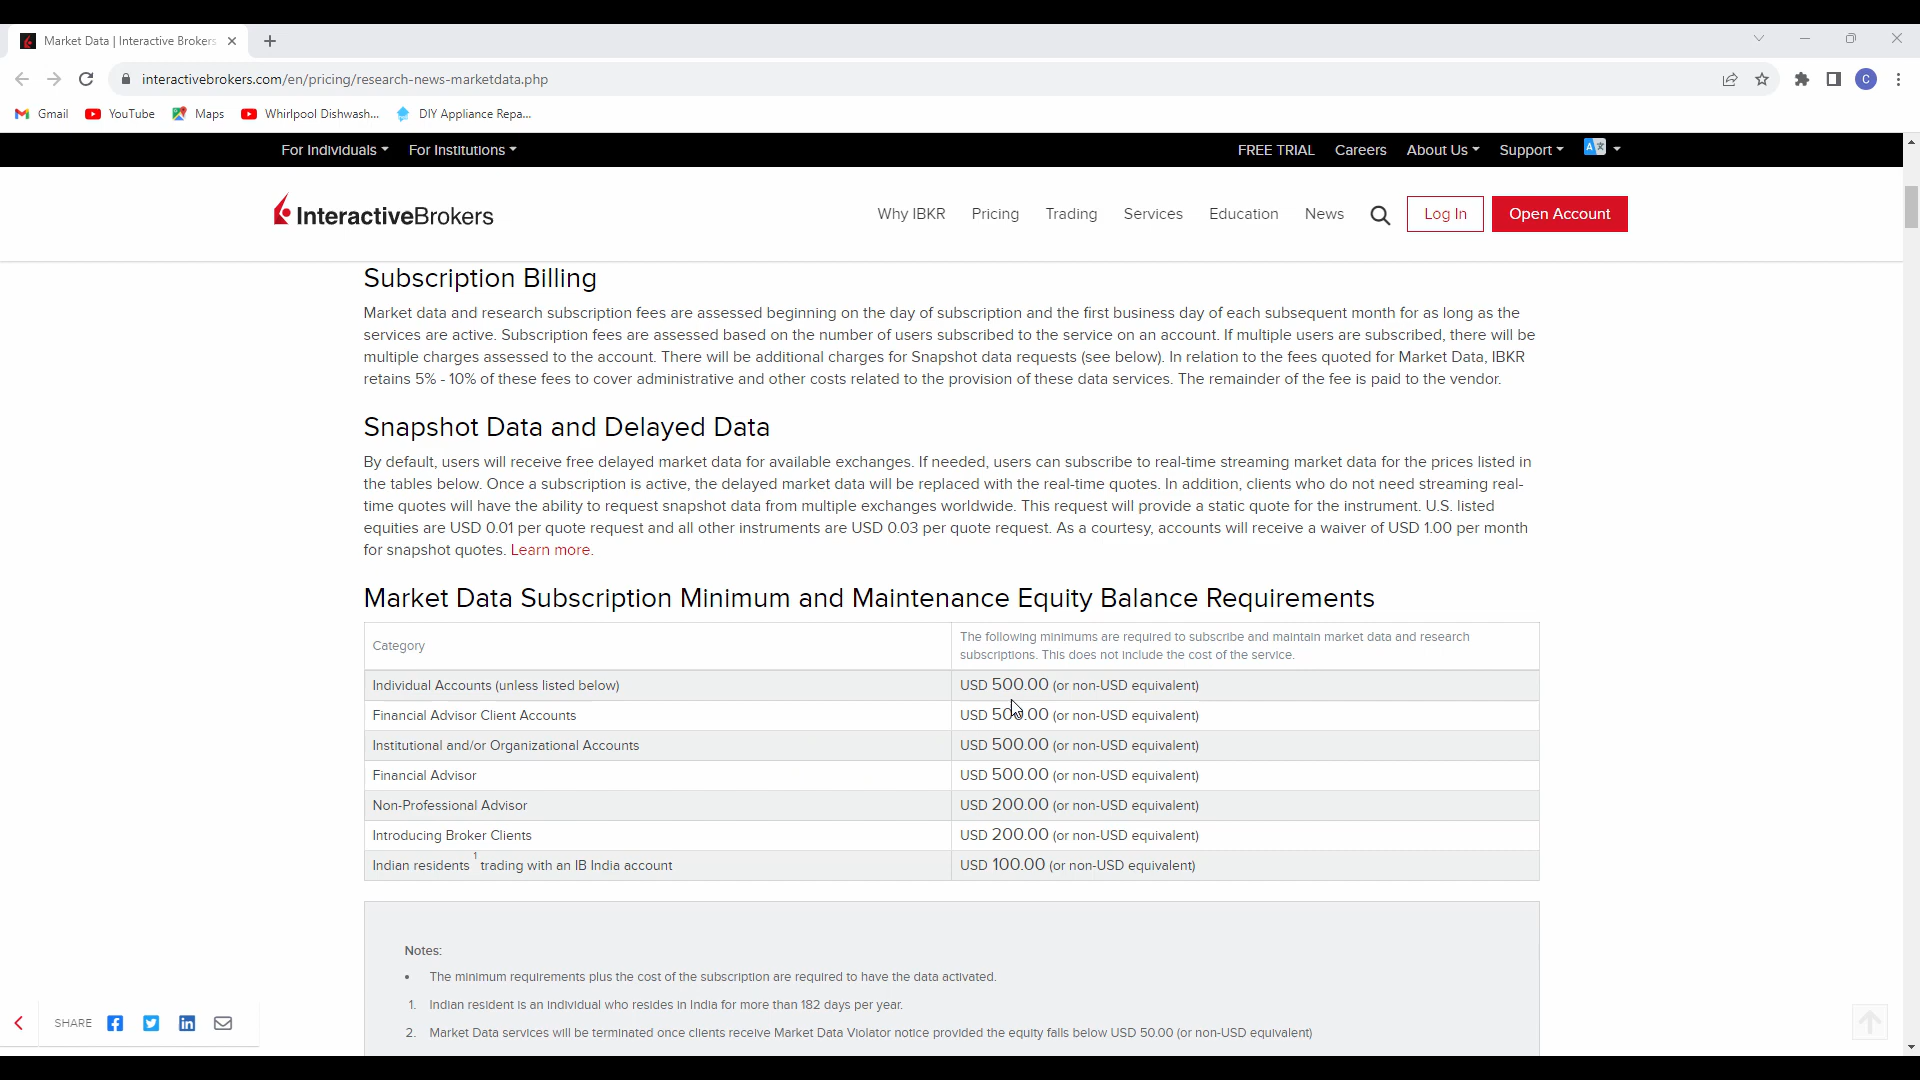 Market Data | Interactive Brokers
interactivebrokers.com/en/pricing/research-news-marketdata.php
C
Gmail YouTube Maps Whirlpool Dishwash... DIY Appliance Repa...
For Individuals For Institutions FREE TRIAL Careers About Us Support
InteractiveBrokers Why IBKR Pricing Trading Services Education News Log In Open Account
Subscription Billing
Market data and research subscription fees are assessed beginning on the day of subscription and the first business day of each subsequent month for as long as the
services are active. Subscription fees are assessed based on the number of users subscribed to the service on an account. If multiple users are subscribed, there will be
multiple charges assessed to the account. There will be additional charges for Snapshot data requests (see below). In relation to the fees quoted for Market Data, IBKR
retains 5% - 10% of these fees to cover administrative and other costs related to the provision of these data services. The remainder of the fee is paid to the vendor.
Snapshot Data and Delayed Data
By default, users will receive free delayed market data for available exchanges. If needed, users can subscribe to real-time streaming market data for the prices listed in
the tables below. Once a subscription is active, the delayed market data will be replaced with the real-time quotes. In addition, clients who do not need streaming real-
time quotes will have the ability to request snapshot data from multiple exchanges worldwide. This request will provide a static quote for the instrument. U.S. listed
equities are USD 0.01 per quote request and all other instruments are USD 0.03 per quote request. As a courtesy, accounts will receive a waiver of USD 1.00 per month
for snapshot quotes. Learn more.
Market Data Subscription Minimum and Maintenance Equity Balance Requirements
Category
The following minimums are required to subscribe and maintain market data and research
subscriptions. This does not include the cost of the service.
Individual Accounts (unless listed below) USD 500.00 (or non-USD equivalent)
Financial Advisor Client Accounts USD 500.00 (or non-USD equivalent)
Institutional and/or Organizational Accounts USD 500.00 (or non-USD equivalent)
Financial Advisor USD 500.00 (or non-USD equivalent)
Non-Professional Advisor USD 200.00 (or non-USD equivalent)
Introducing Broker Clients USD 200.00 (or non-USD equivalent)
Indian residents 1 trading with an IB India account USD 100.00 (or non-USD equivalent)
Notes:
• The minimum requirements plus the cost of the subscription are required to have the data activated.
1. Indian resident is an individual who resides in India for more than 182 days per year.
2. Market Data services will be terminated once clients receive Market Data Violator notice provided the equity falls below USD 50.00 (or non-USD equivalent)
SHARE